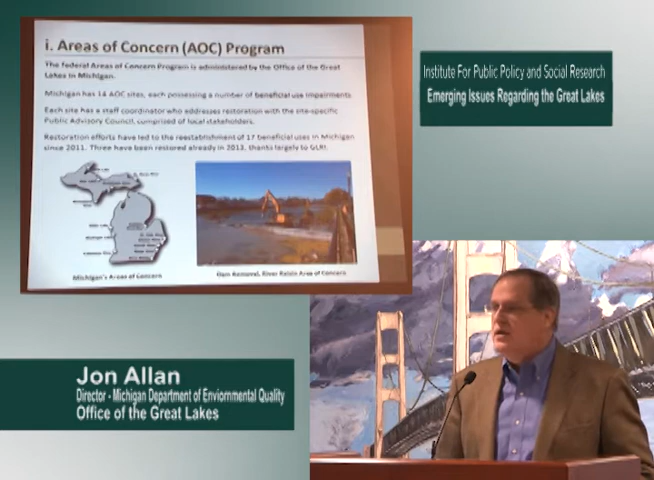 i. Areas of Concern (AOC) Program
The federal Areas of Concern Program is administered by the Office of the Great
Lakes in Michigan.
Michigan has 14 AOC sites, each possessing a number of beneficial use impairments.
Each site has a staff coordinator who addresses restoration with the site-specific
Public Advisory Council, comprised of local stakeholders.
Restoration efforts have led to the reestablishment of 17 beneficial uses in Michigan
since 2011. Three have been restored already in 2013, thanks largely to GLRI.
Michigan's Areas of Concern
Dam Removal, River Raisin Area of Concern
Institute For Public Policy and Social Research
Emerging Issues Regarding the Great Lakes
Jon Allan
Director - Michigan Department of Enviornmental Quality
Office of the Great Lakes